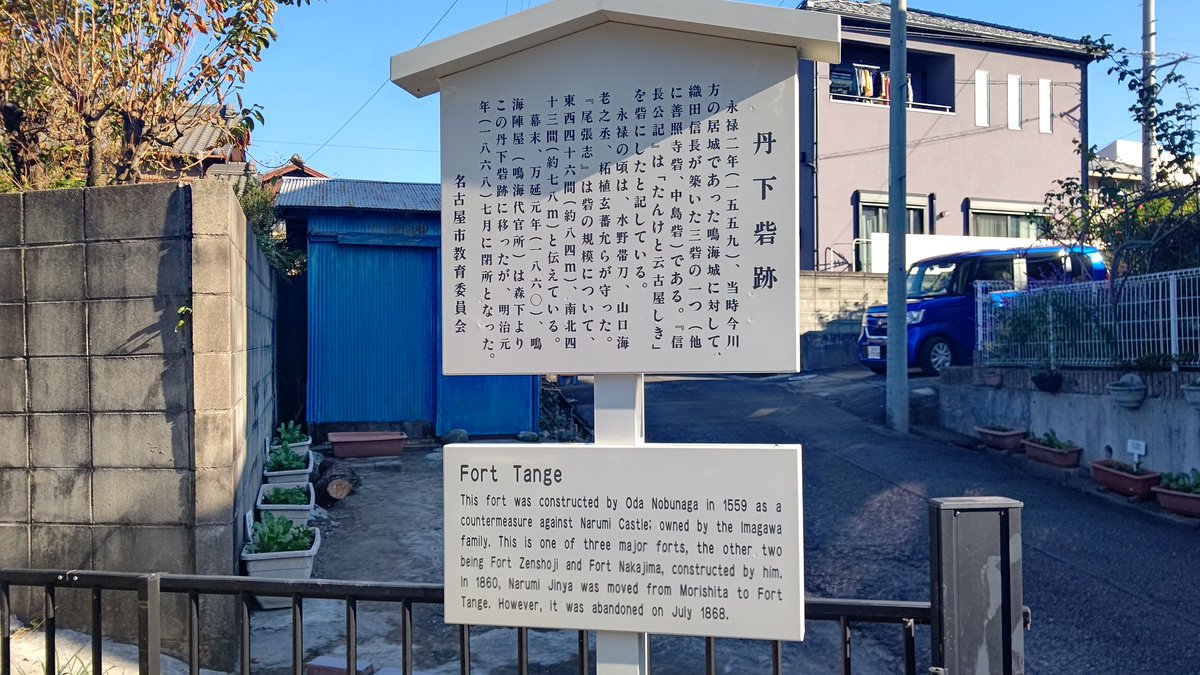 丹下砦跡
永禄二年(一五五九)、当時今川
方の居城であった鳴海城に対して、
織田信長が築いた三砦の一つ(他
に善照寺砦、中島砦)である。『信
長公記』は「たんけと云古屋しき」
を砦にしたと記している。
永禄の頃は、水野帯刀、山口海
老之丞、柘植玄蕃允らが守った。
『尾張志』は砦の規模について、
東西四十六間(約八四m)、南北四
十三間(約七八m)と伝えている。
幕末、万延元年(一八六〇)、鳴
海陣屋(鳴海代官所)は森下より
この丹下砦跡に移ったが、明治元
年(一八六八)七月に閉所となった。
名古屋市教育委員会
Fort Tange
This fort was constructed by Oda Nobunaga in 1559 as a
countermeasure against Narumi Castle; owned by the Imagawa
family. This is one of three major forts, the other two
being Fort Zenshoji and Fort Nakajima, constructed by him.
In 1860, Narumi Jinya was moved from Morishita to Fort
Tange. However, it was abandoned on July 1868.